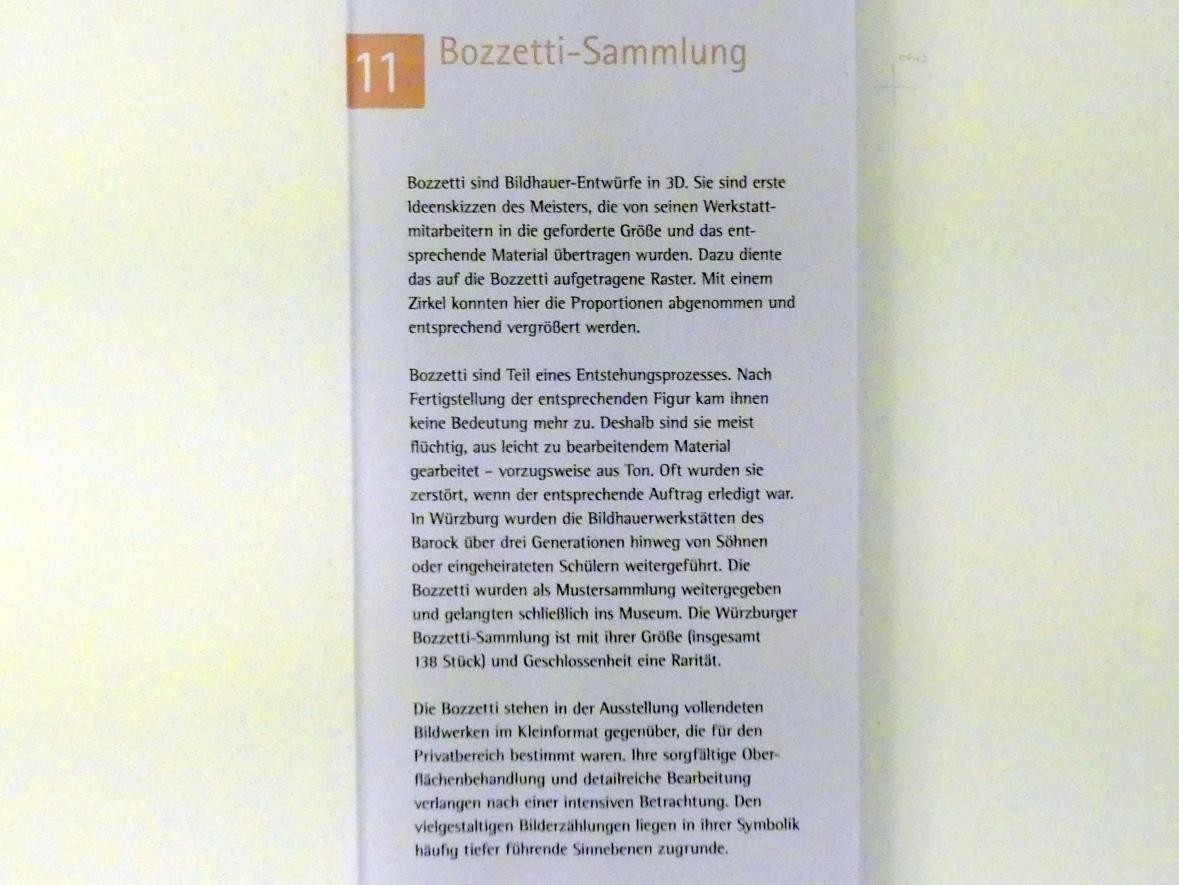 11 Bozzetti-Sammlung
Bozzetti sind Bildhauer-Entwürfe in 3D. Sie sind erste
Ideenskizzen des Meisters, die von seinen Werkstatt-
mitarbeitern in die geforderte Größe und das ent-
sprechende Material übertragen wurden. Dazu diente
das auf die Bozzetti aufgetragene Raster. Mit einem
Zirkel konnten hier die Proportionen abgenommen und
entsprechend vergrößert werden.
Bozzetti sind Teil eines Entstehungsprozesses. Nach
Fertigstellung der entsprechenden Figur kam ihnen
keine Bedeutung mehr zu. Deshalb sind sie meist
flüchtig, aus leicht zu bearbeitendem Material
gearbeitet – vorzugsweise aus Ton. Oft wurden sie
zerstört, wenn der entsprechende Auftrag erledigt war.
In Würzburg wurden die Bildhauerwerkstätten des
Barock über drei Generationen hinweg von Söhnen
oder eingeheirateten Schülern weitergeführt. Die
Bozzetti wurden als Mustersammlung weitergegeben
und gelangten schließlich ins Museum. Die Würzburger
Bozzetti-Sammlung ist mit ihrer Größe (insgesamt
138 Stück) und Geschlossenheit eine Rarität.
Die Bozzetti stehen in der Ausstellung vollendeten
Bildwerken im Kleinformat gegenüber, die für den
Privatbereich bestimmt waren. Ihre sorgfältige Ober-
flächenbehandlung und detailreiche Bearbeitung
verlangen nach einer intensiven Betrachtung. Den
vielgestaltigen Bilderzählungen liegen in ihrer Symbolik
häufig tiefer führende Sinnebenen zugrunde.